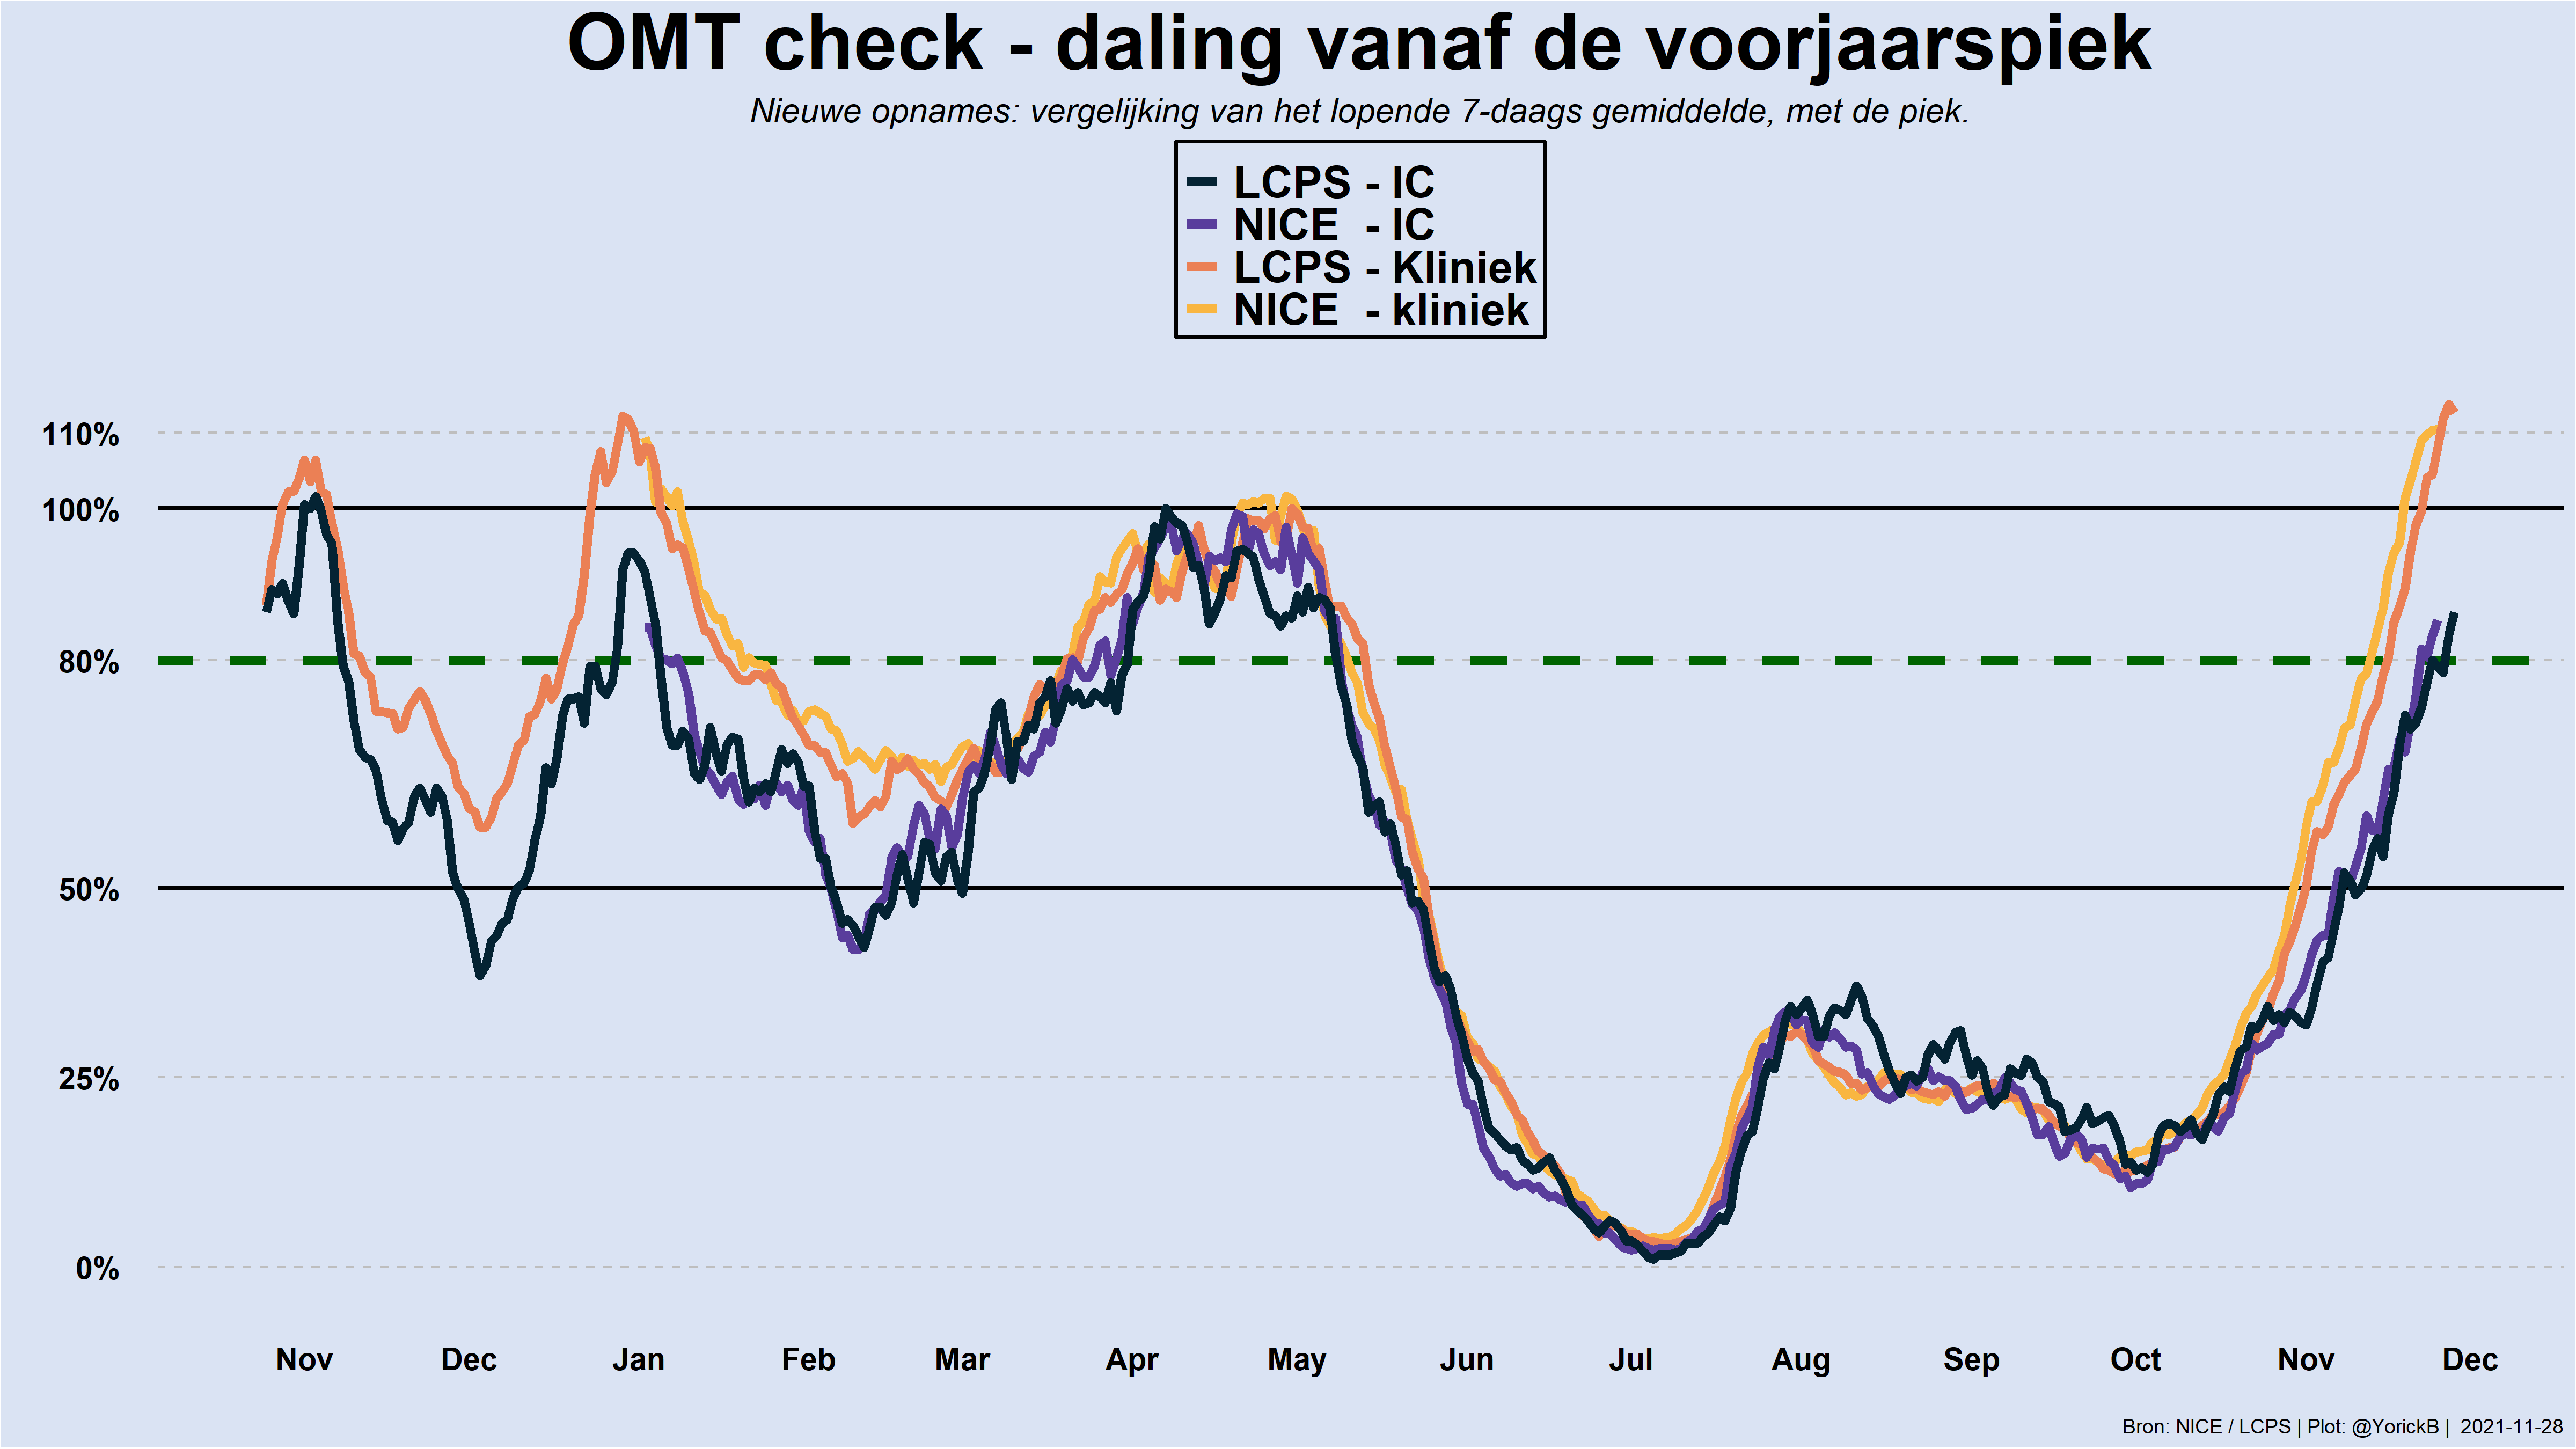 OMT check - daling vanaf de voorjaarspiek
Nieuwe opnames: vergelijking van het lopende 7-daags gemiddelde, met de piek.
LCPS - IC
NICE - IC
LCPS - Kliniek
NICE - kliniek
110%
100%
80%
50%
25%
0%
Nov Dec Jan Feb Mar Apr May Jun Jul Aug Sep Oct Nov Dec
Bron: NICE / LCPS | Plot: @YorickB | 2021-11-28